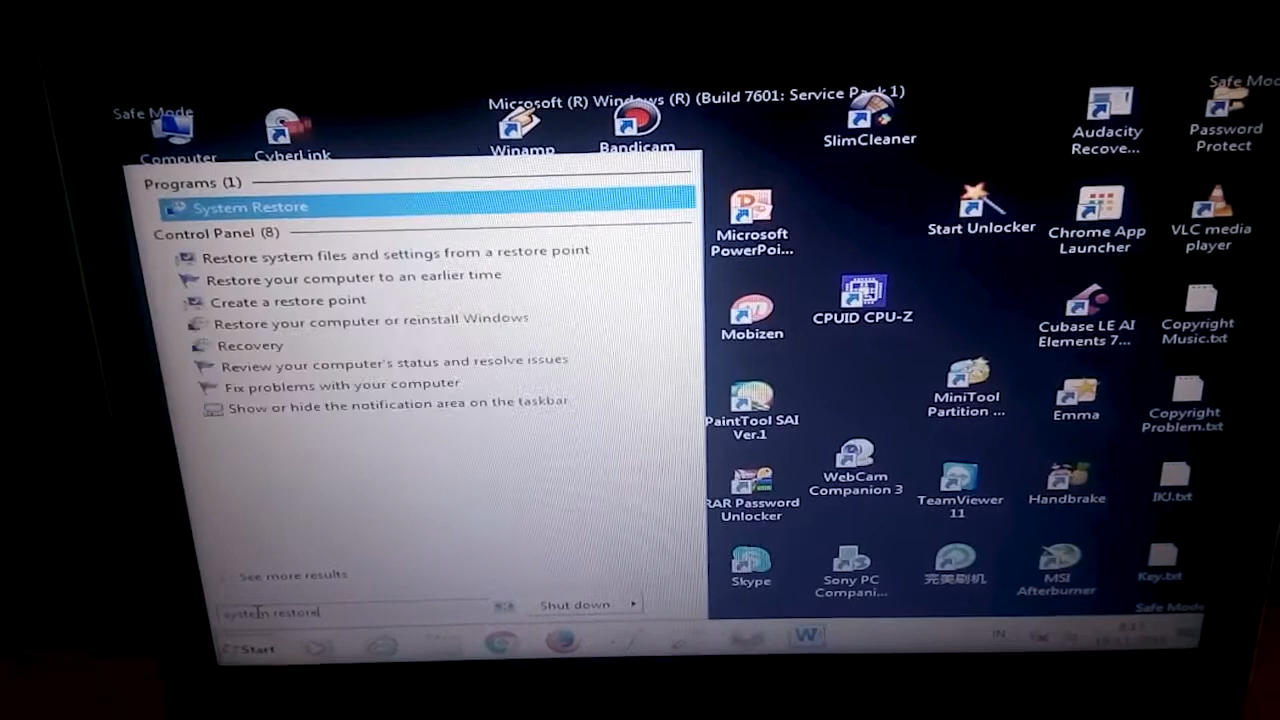 Safe Mode
Microsoft (R) Windows (R) (Build 7601: Service Pack 1)
Safe Mod
Computer
CyberLink
Winamp
Bandicam
SlimCleaner
Audacity
Recove...
Password
Protect
Programs (1)
System Restore
Control Panel (8)
Restore system files and settings from a restore point
Restore your computer to an earlier time
Create a restore point
Restore your computer or reinstall Windows
Recovery
Review your computer's status and resolve issues
Fix problems with your computer
Show or hide the notification area on the taskbar
See more results
system restore
Shut down
Microsoft
PowerPoi...
Start Unlocker
Chrome App
Launcher
VLC media
player
Mobizen
CPUID CPU-Z
Cubase LE AI
Elements 7...
Copyright
Music.txt
PaintTool SAI
Ver.1
MiniTool
Partition ...
Emma
Copyright
Problem.txt
RAR Password
Unlocker
WebCam
Companion 3
TeamViewer
11
Handbrake
IKJ.txt
Skype
Sony PC
Compani...
完美刷机
MSI
Afterburner
Key.txt
Safe Mode
Start
W
IN